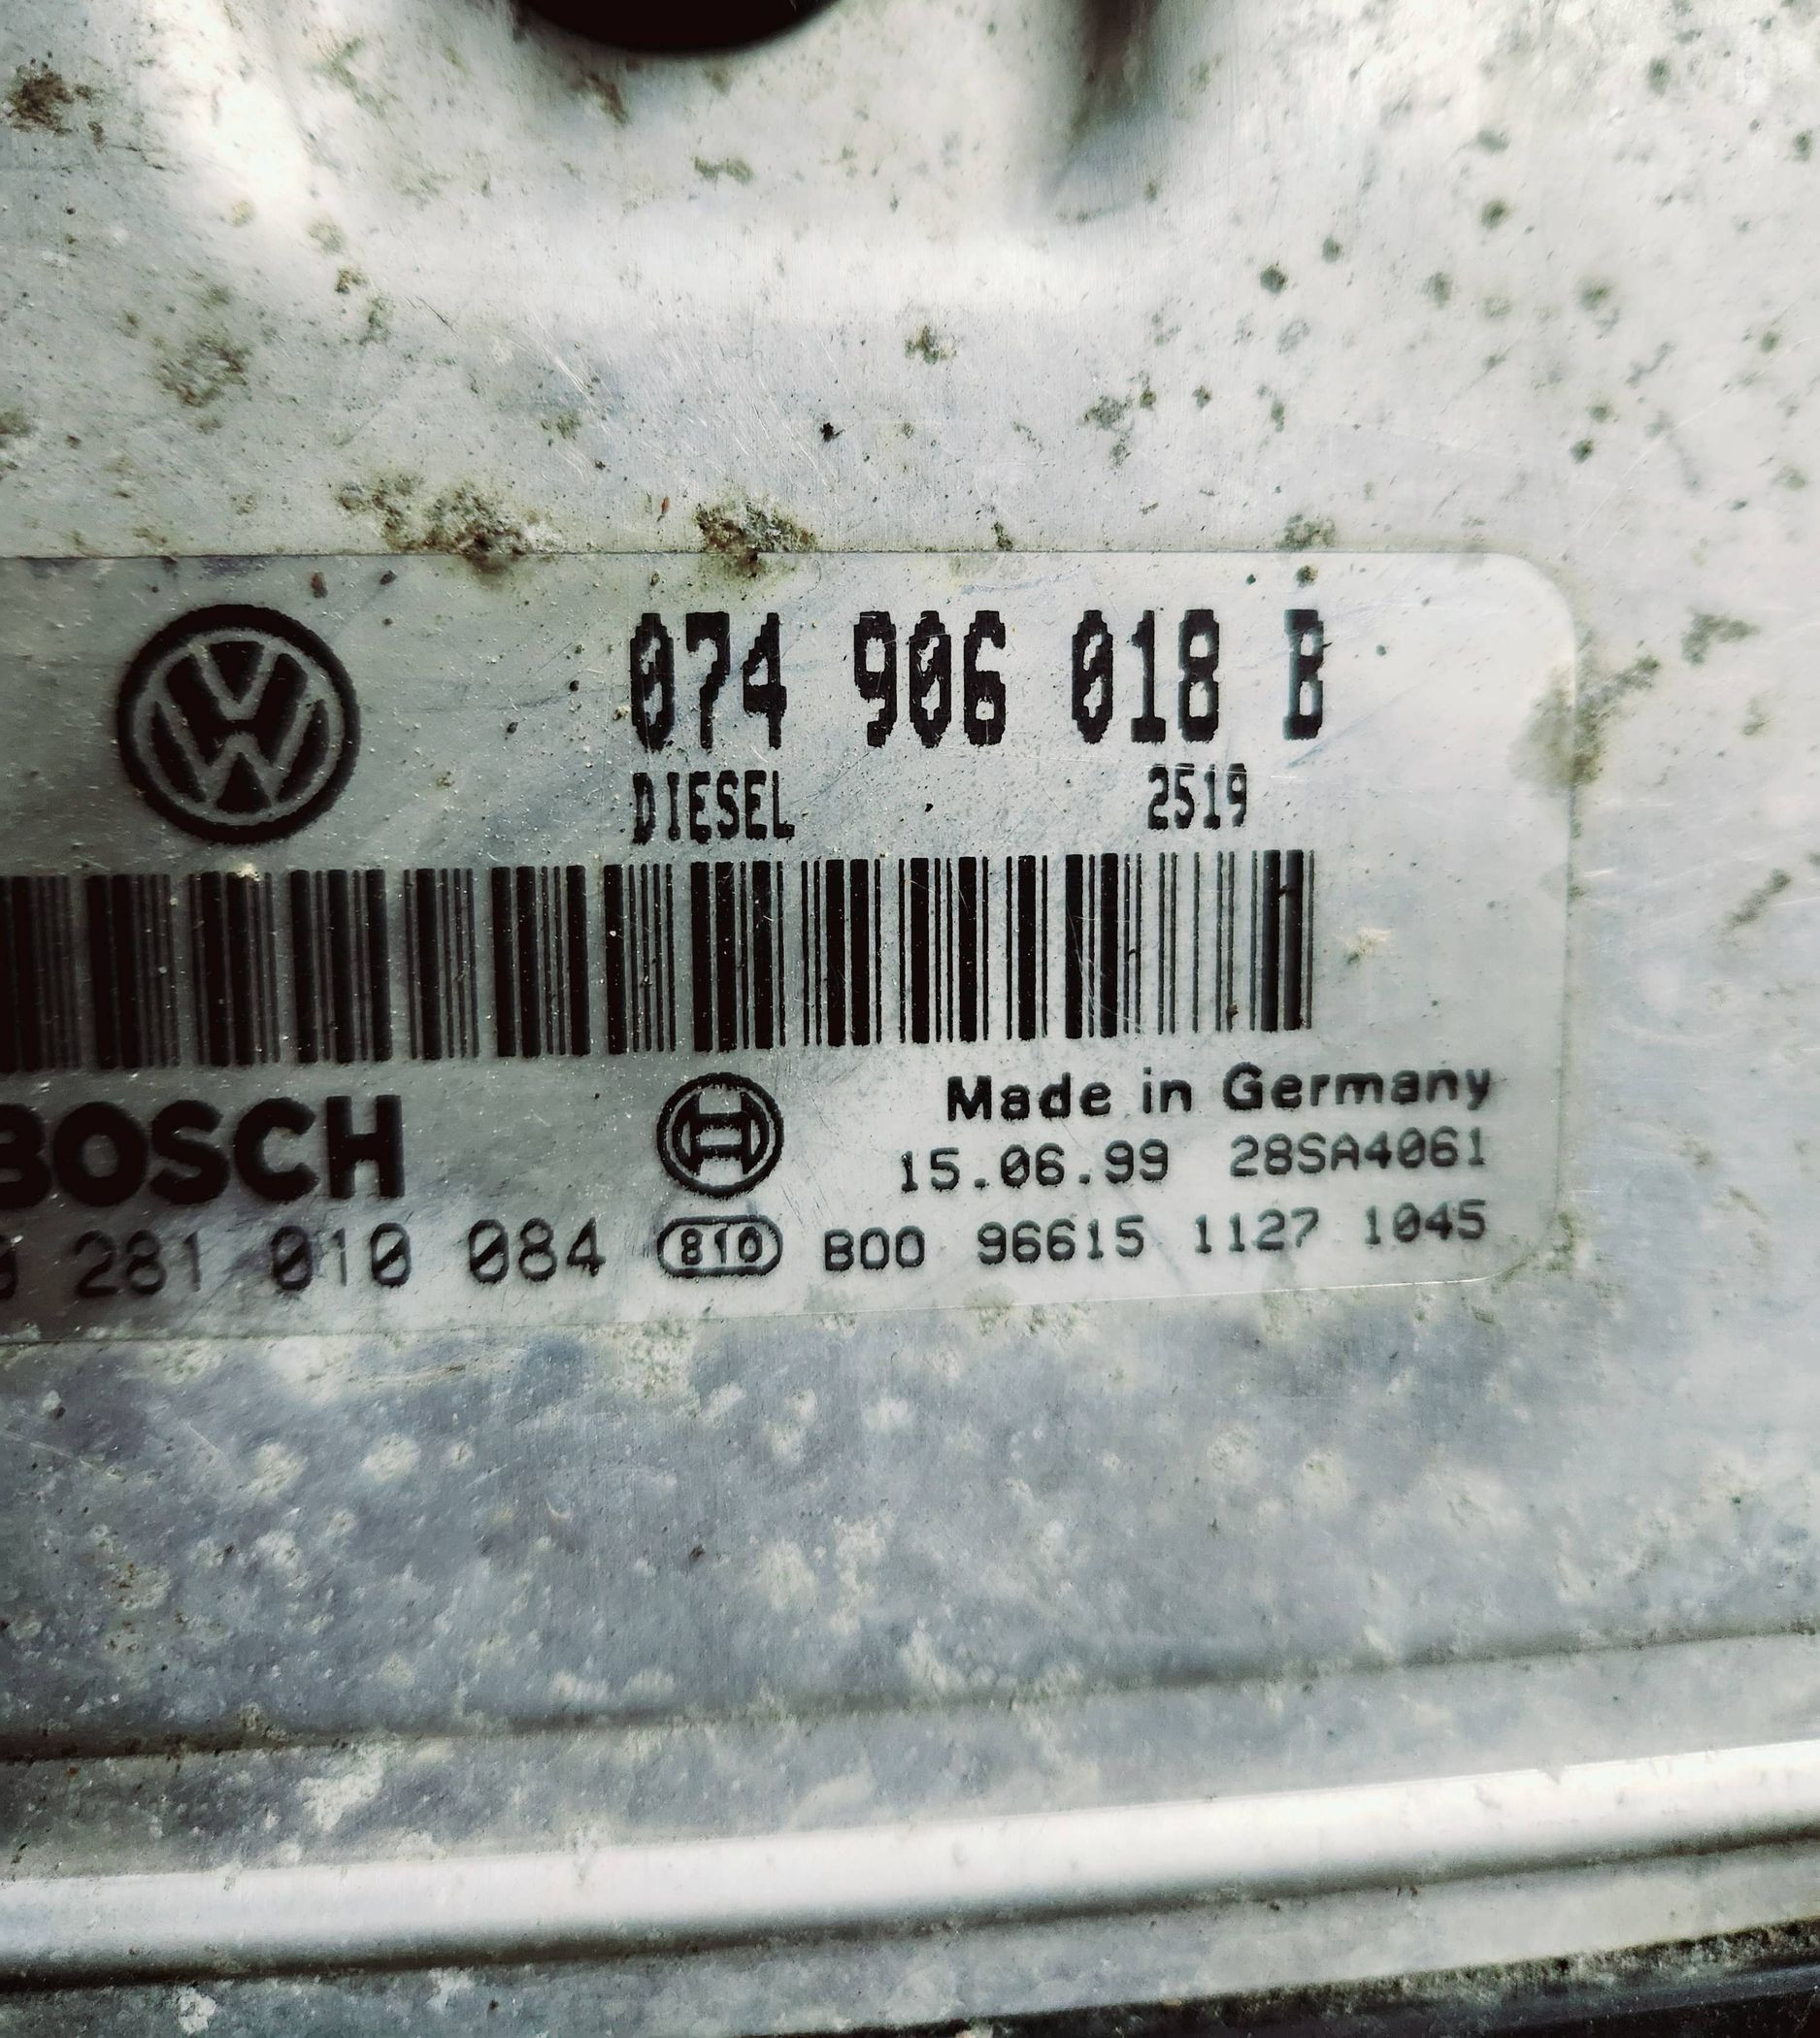 074 906 018 B
DIESEL 2519
BOSCH
Made in Germany
15.06.99 28SA4061
0 281 010 084 810 B00 96615 1127 1045